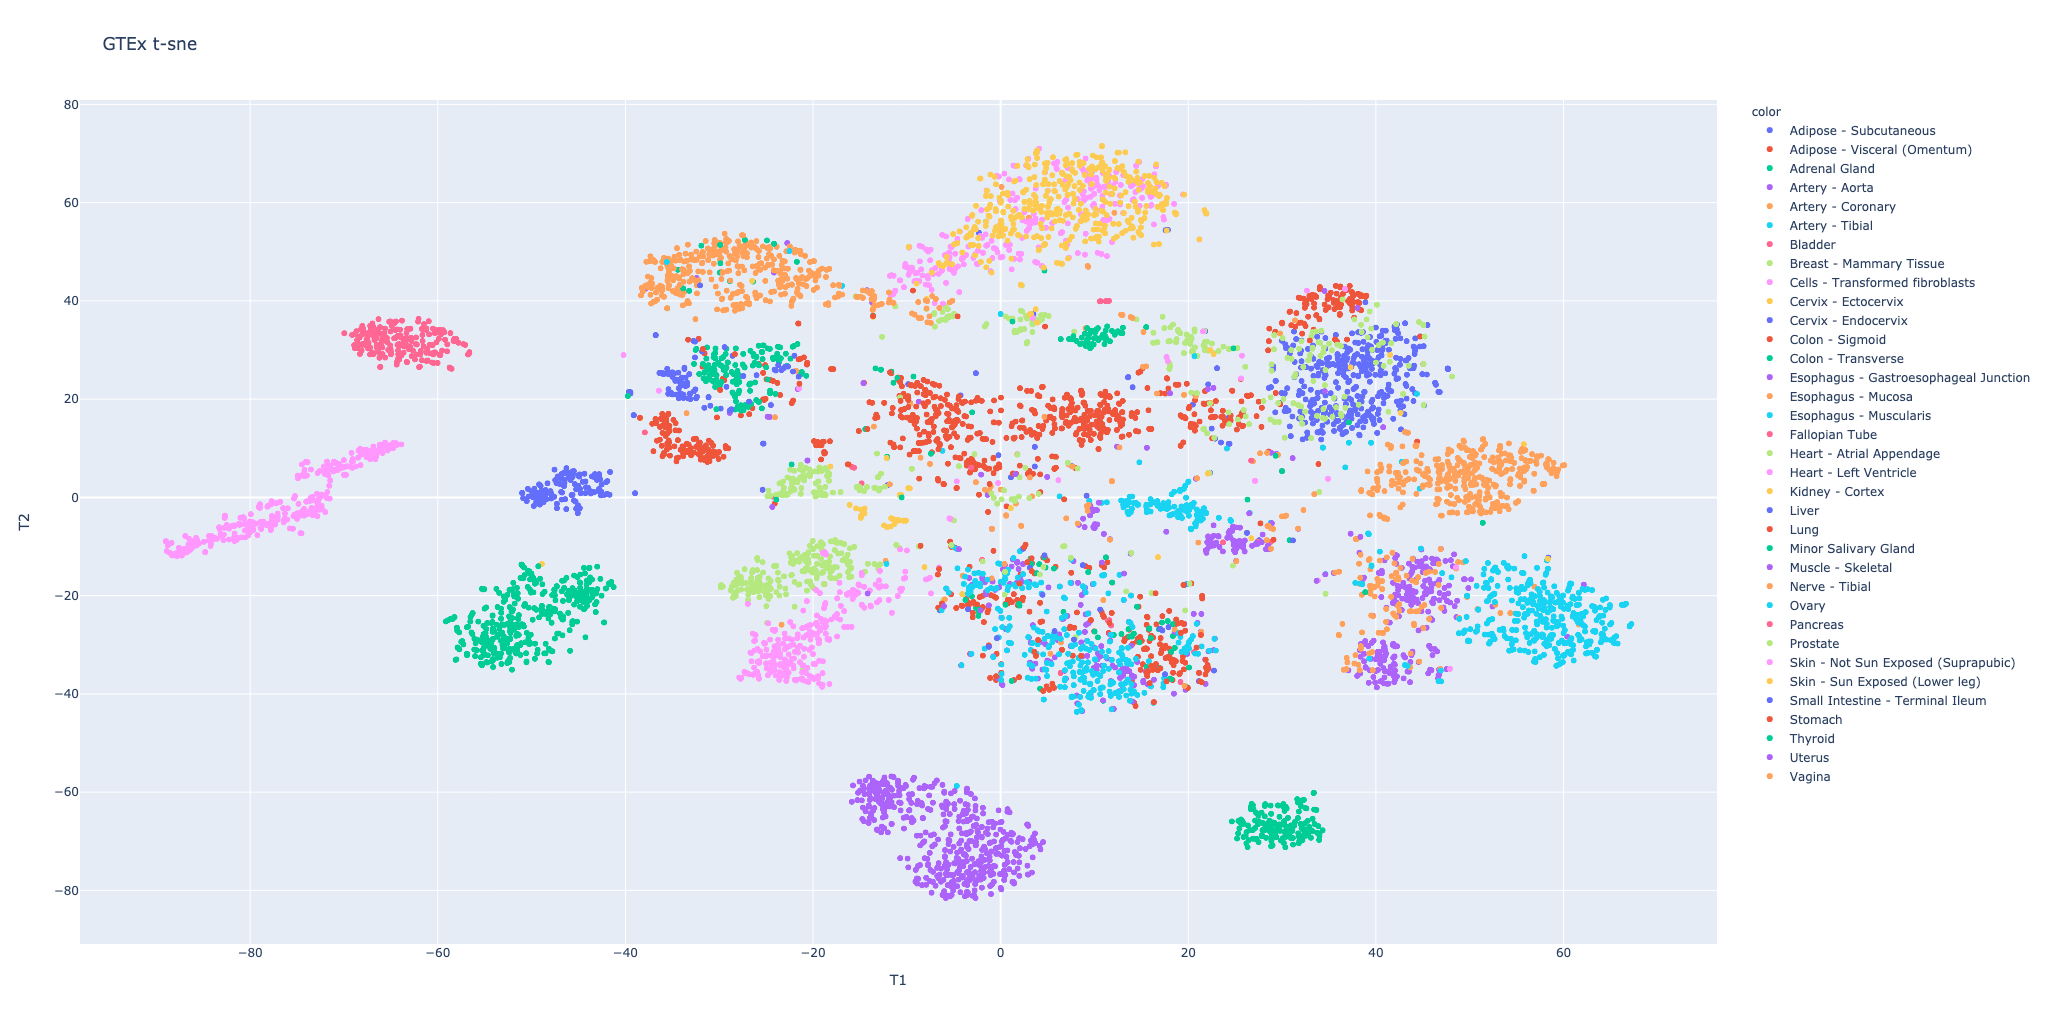 GTEx t-sne
80
60
40
20
0
−20
−40
−60
−80
T2
−80
−60
−40
−20
0
20
40
60
T1
color
Adipose - Subcutaneous
Adipose - Visceral (Omentum)
Adrenal Gland
Artery - Aorta
Artery - Coronary
Artery - Tibial
Bladder
Breast - Mammary Tissue
Cells - Transformed fibroblasts
Cervix - Ectocervix
Cervix - Endocervix
Colon - Sigmoid
Colon - Transverse
Esophagus - Gastroesophageal Junction
Esophagus - Mucosa
Esophagus - Muscularis
Fallopian Tube
Heart - Atrial Appendage
Heart - Left Ventricle
Kidney - Cortex
Liver
Lung
Minor Salivary Gland
Muscle - Skeletal
Nerve - Tibial
Ovary
Pancreas
Prostate
Skin - Not Sun Exposed (Suprapubic)
Skin - Sun Exposed (Lower leg)
Small Intestine - Terminal Ileum
Stomach
Thyroid
Uterus
Vagina